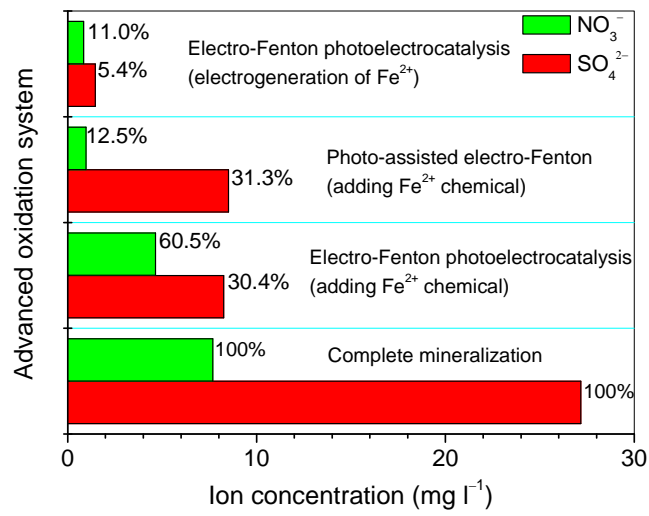 NO₃⁻
SO₄²⁻
11.0%
5.4%
Electro-Fenton photoelectrocatalysis
(electrogeneration of Fe²⁺)
12.5%
31.3%
Photo-assisted electro-Fenton
(adding Fe²⁺ chemical)
60.5%
30.4%
Electro-Fenton photoelectrocatalysis
(adding Fe²⁺ chemical)
100%
100%
Complete mineralization
Advanced oxidation system
0 10 20 30
Ion concentration (mg l⁻¹)